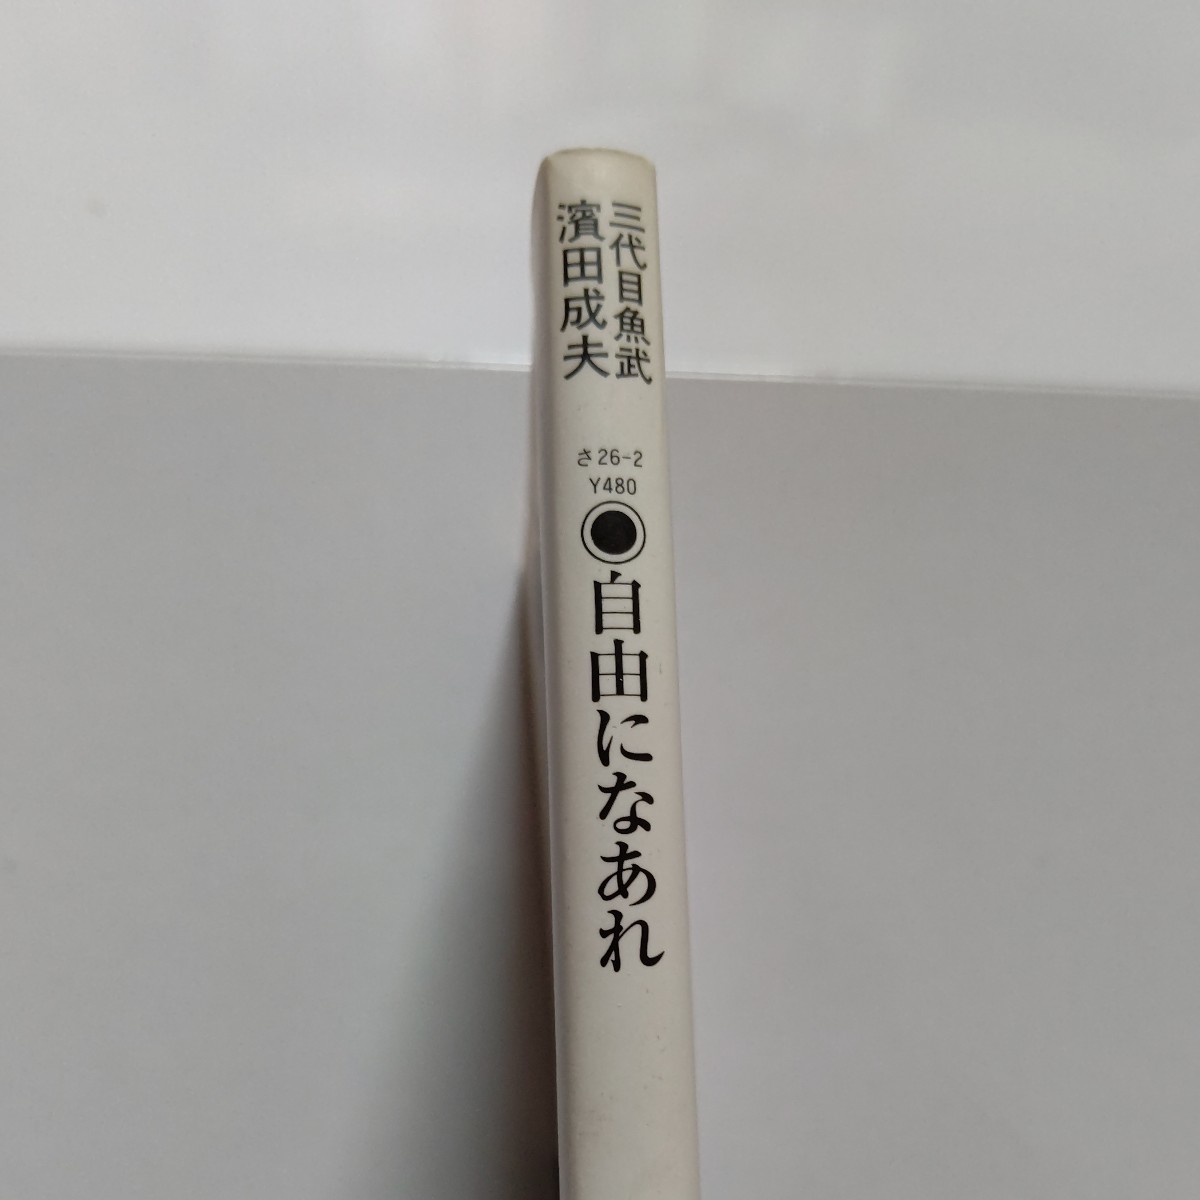 三代目魚武
濱田成夫
さ26-2
Y480
自由になあれ